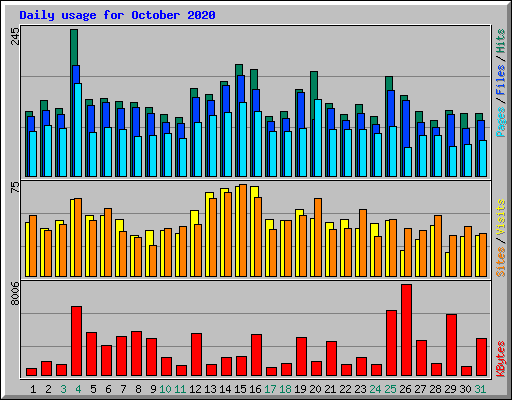 Daily usage for October 2020
245
Pages / Files / Hits
75
Sites / Visits
8006
KBytes
1 2 3 4 5 6 7 8 9 10 11 12 13 14 15 16 17 18 19 20 21 22 23 24 25 26 27 28 29 30 31